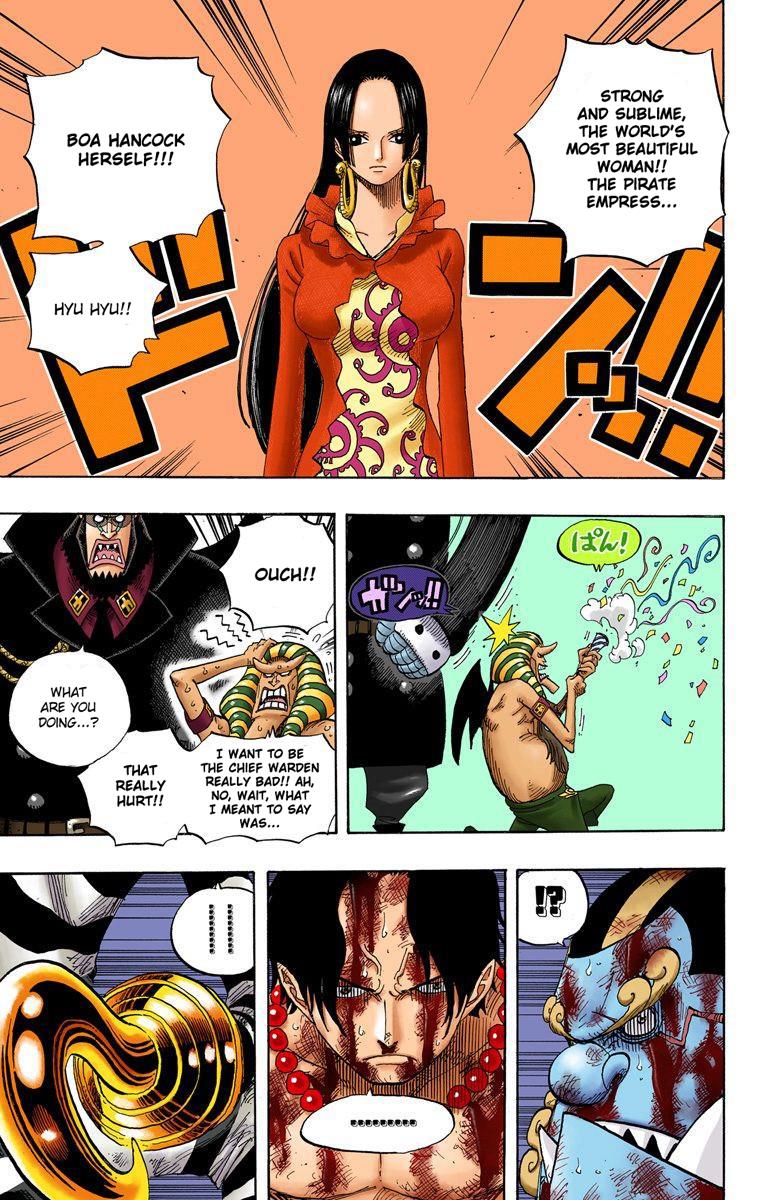 STRONG
AND SUBLIME,
THE WORLD'S
MOST BEAUTIFUL
WOMAN!!
THE PIRATE
EMPRESS...
BOA HANCOCK
HERSELF!!!
HYU HYU!!
ドンッ!!
ぱん!
ガンッ!!
OUCH!!
WHAT
ARE YOU
DOING...?
I WANT TO BE
THE CHIEF WARDEN
REALLY BAD!! AH,
NO, WAIT, WHAT
I MEANT TO SAY
WAS...
THAT
REALLY
HURT!!
!?
.........
!!!